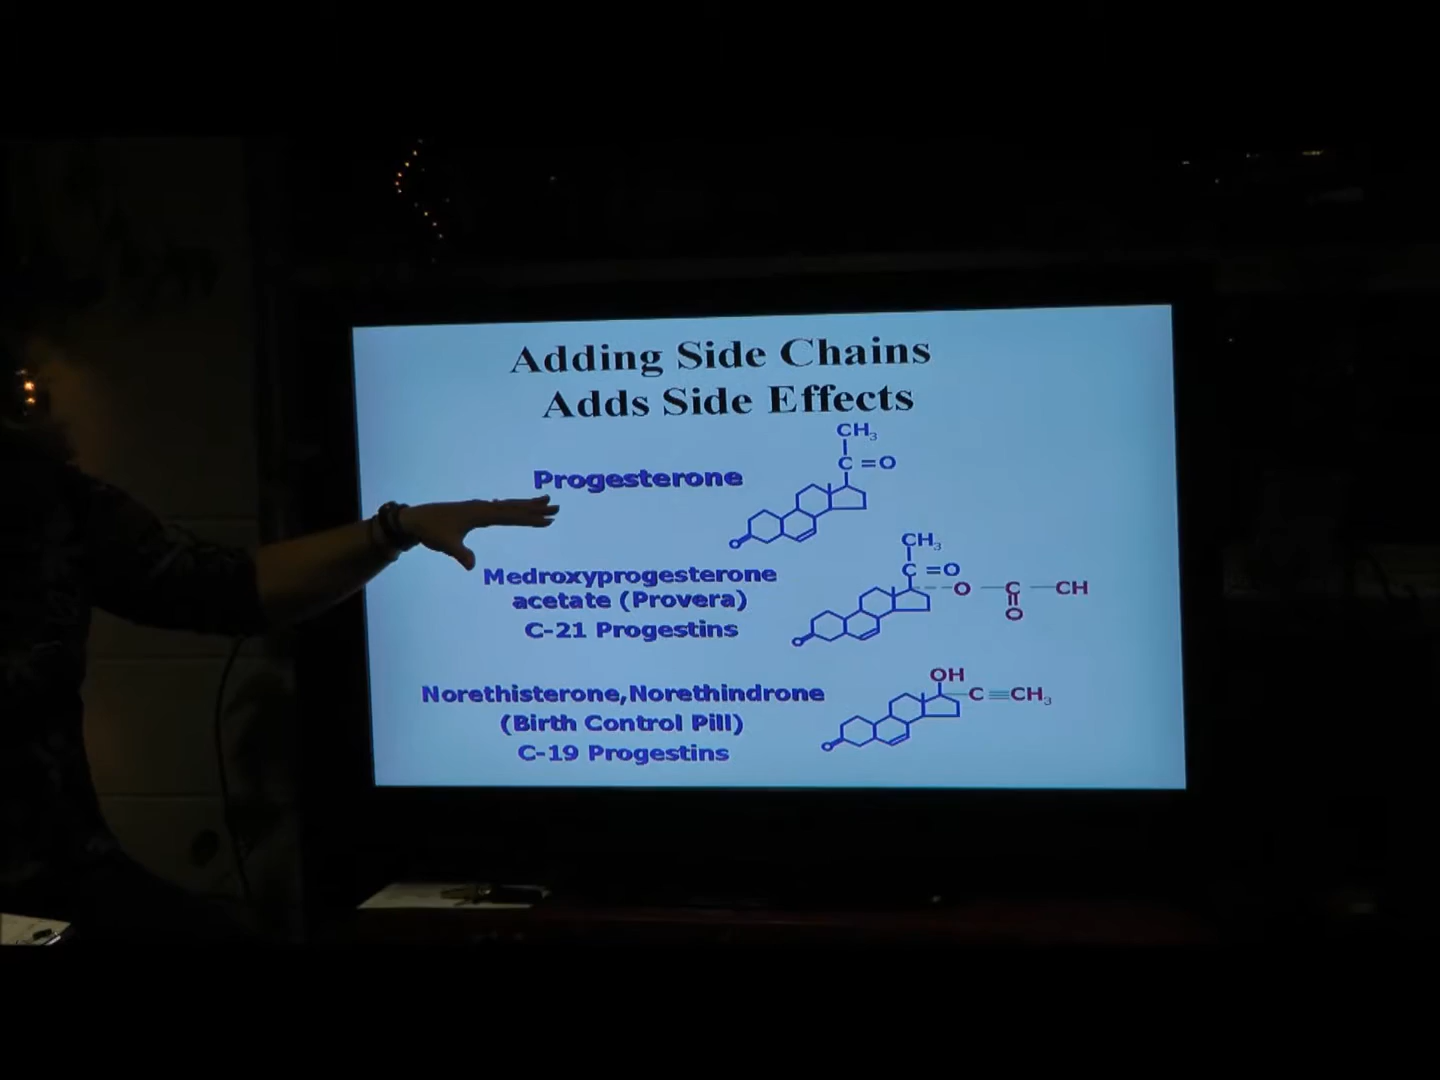 Adding Side Chains
Adds Side Effects
CH3
C =O
Progesterone
O
CH3
C =O
Medroxyprogesterone
acetate (Provera)
C-21 Progestins
O — C — CH
O
O
OH
Norethisterone,Norethindrone
C ≡CH3
(Birth Control Pill)
C-19 Progestins
O